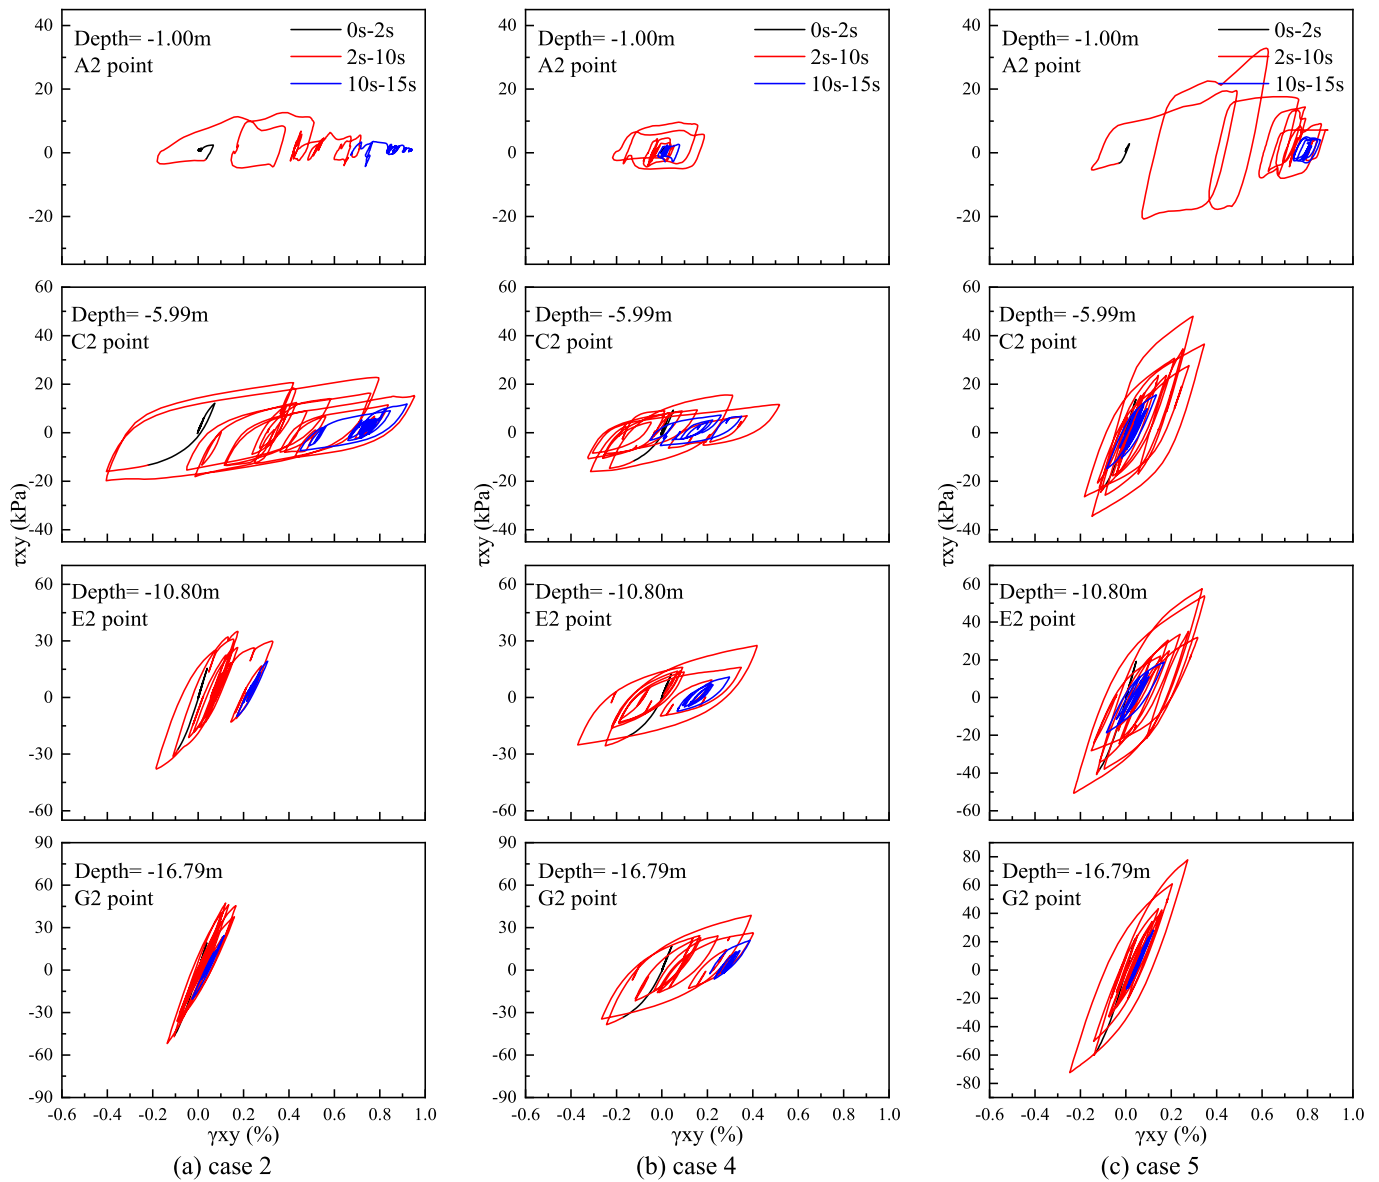 Depth= -1.00m
A2 point
0s-2s
2s-10s
10s-15s
40
20
0
-20
Depth= -1.00m
A2 point
0s-2s
2s-10s
10s-15s
40
20
0
-20
Depth= -1.00m
A2 point
0s-2s
2s-10s
10s-15s
40
20
0
-20
Depth= -5.99m
C2 point
60
40
20
0
-20
-40
Depth= -5.99m
C2 point
60
40
20
0
-20
-40
Depth= -5.99m
C2 point
60
40
20
0
-20
-40
τxy (kPa)
τxy (kPa)
τxy (kPa)
Depth= -10.80m
E2 point
60
30
0
-30
-60
Depth= -10.80m
E2 point
60
30
0
-30
-60
Depth= -10.80m
E2 point
60
40
20
0
-20
-40
-60
Depth= -16.79m
G2 point
90
60
30
0
-30
-60
-90
Depth= -16.79m
G2 point
90
60
30
0
-30
-60
-90
Depth= -16.79m
G2 point
80
60
40
20
0
-20
-40
-60
-80
-0.6 -0.4 -0.2 0.0 0.2 0.4 0.6 0.8 1.0
-0.6 -0.4 -0.2 0.0 0.2 0.4 0.6 0.8 1.0
-0.6 -0.4 -0.2 0.0 0.2 0.4 0.6 0.8 1.0
γxy (%)
γxy (%)
γxy (%)
(a) case 2
(b) case 4
(c) case 5